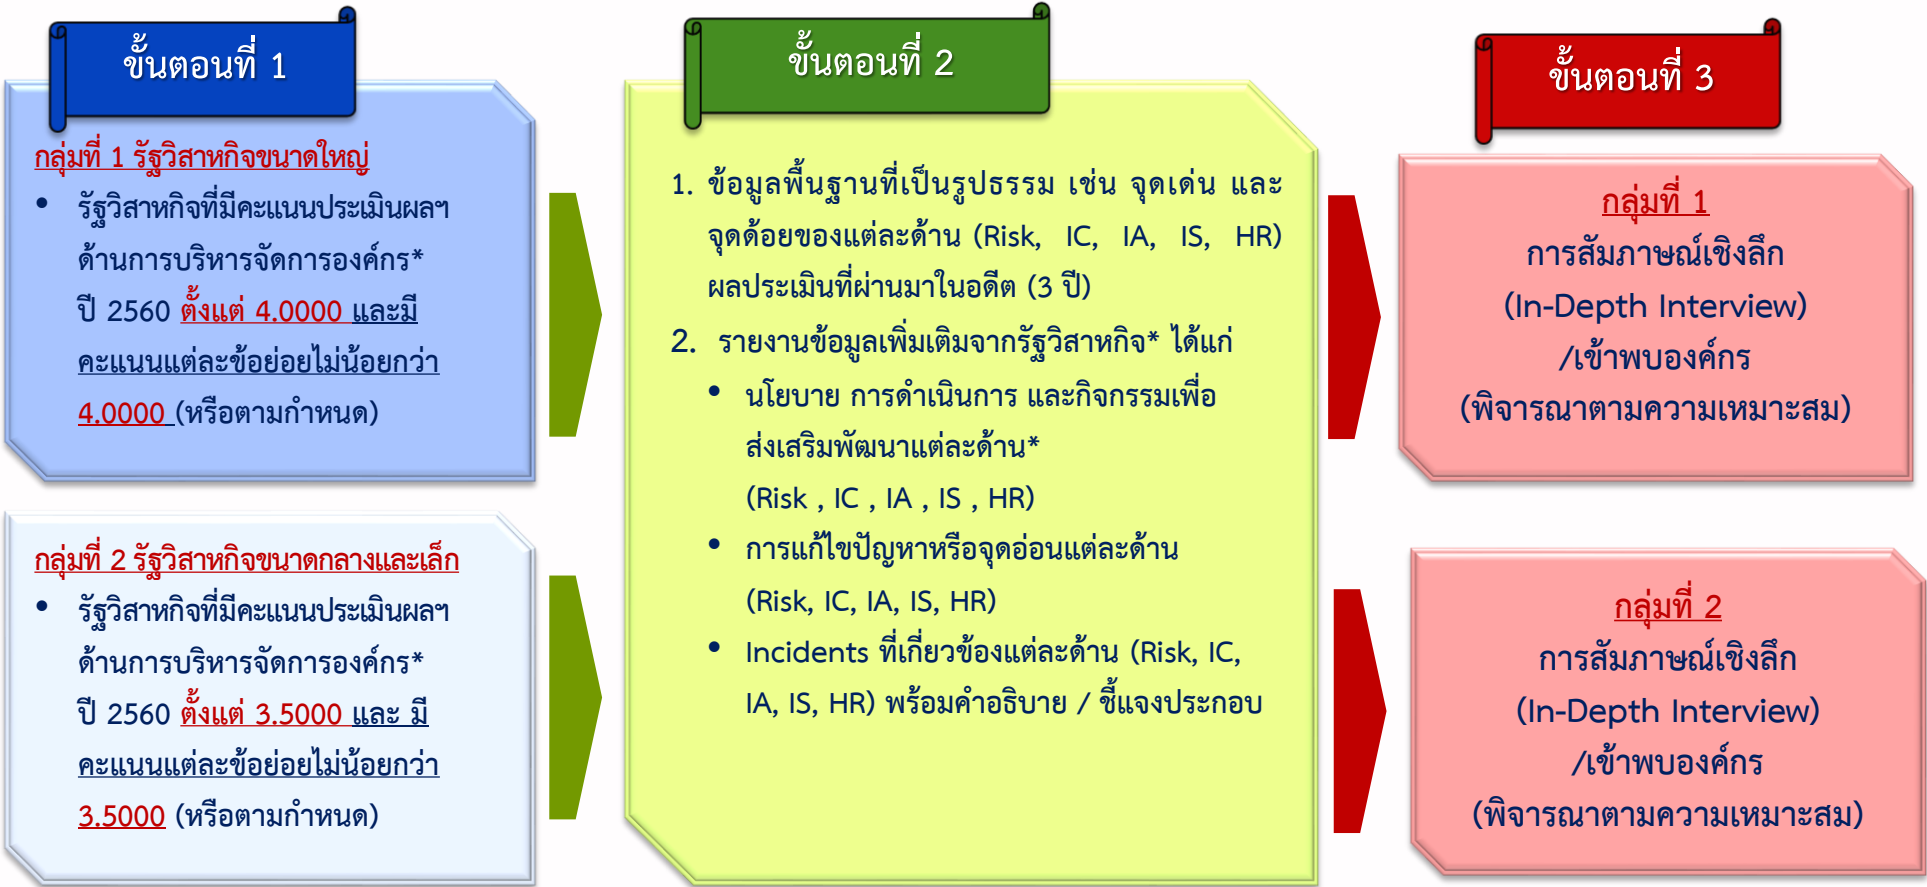 ขั้นตอนที่ 1
กลุ่มที่ 1 รัฐวิสาหกิจขนาดใหญ่
• รัฐวิสาหกิจที่มีคะแนนประเมินผลฯ
ด้านการบริหารจัดการองค์กร*
ปี 2560 ตั้งแต่ 4.0000 และมี
คะแนนแต่ละข้อย่อยไม่น้อยกว่า
4.0000 (หรือตามกำหนด)
กลุ่มที่ 2 รัฐวิสาหกิจขนาดกลางและเล็ก
• รัฐวิสาหกิจที่มีคะแนนประเมินผลฯ
ด้านการบริหารจัดการองค์กร*
ปี 2560 ตั้งแต่ 3.5000 และ มี
คะแนนแต่ละข้อย่อยไม่น้อยกว่า
3.5000 (หรือตามกำหนด)
ขั้นตอนที่ 2
1. ข้อมูลพื้นฐานที่เป็นรูปธรรม เช่น จุดเด่น และ
จุดด้อยของแต่ละด้าน (Risk, IC, IA, IS, HR)
ผลประเมินที่ผ่านมาในอดีต (3 ปี)
2. รายงานข้อมูลเพิ่มเติมจากรัฐวิสาหกิจ* ได้แก่
• นโยบาย การดำเนินการ และกิจกรรมเพื่อ
ส่งเสริมพัฒนาแต่ละด้าน*
(Risk , IC , IA , IS , HR)
• การแก้ไขปัญหาหรือจุดอ่อนแต่ละด้าน
(Risk, IC, IA, IS, HR)
• Incidents ที่เกี่ยวข้องแต่ละด้าน (Risk, IC,
IA, IS, HR) พร้อมคำอธิบาย / ชี้แจงประกอบ
ขั้นตอนที่ 3
กลุ่มที่ 1
การสัมภาษณ์เชิงลึก
(In-Depth Interview)
/เข้าพบองค์กร
(พิจารณาตามความเหมาะสม)
กลุ่มที่ 2
การสัมภาษณ์เชิงลึก
(In-Depth Interview)
/เข้าพบองค์กร
(พิจารณาตามความเหมาะสม)